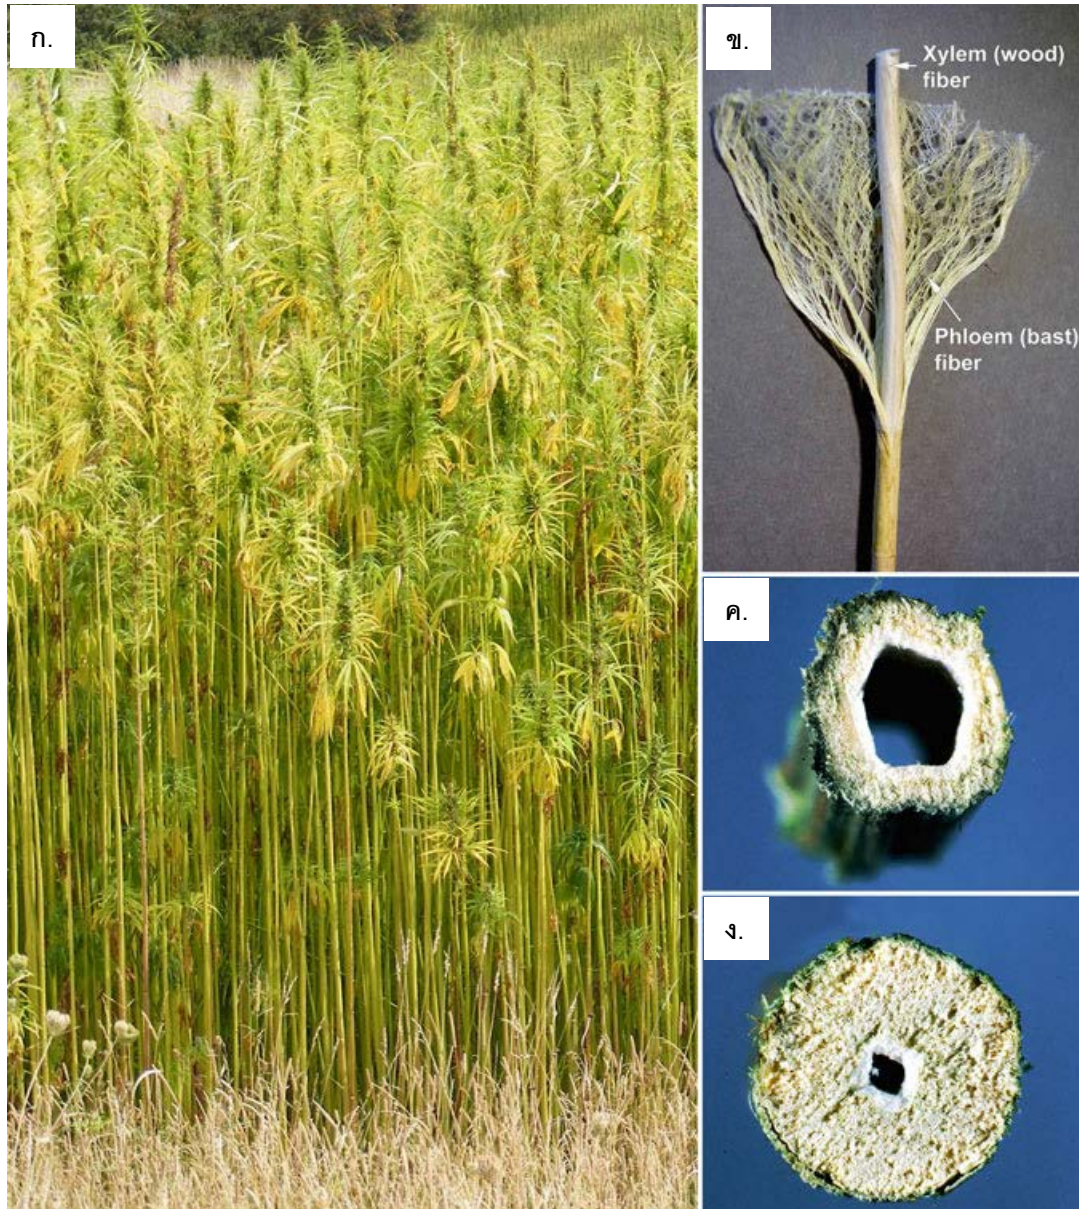 ก.
ข.
Xylem (wood)
fiber
Phloem (bast)
fiber
ค.
ง.